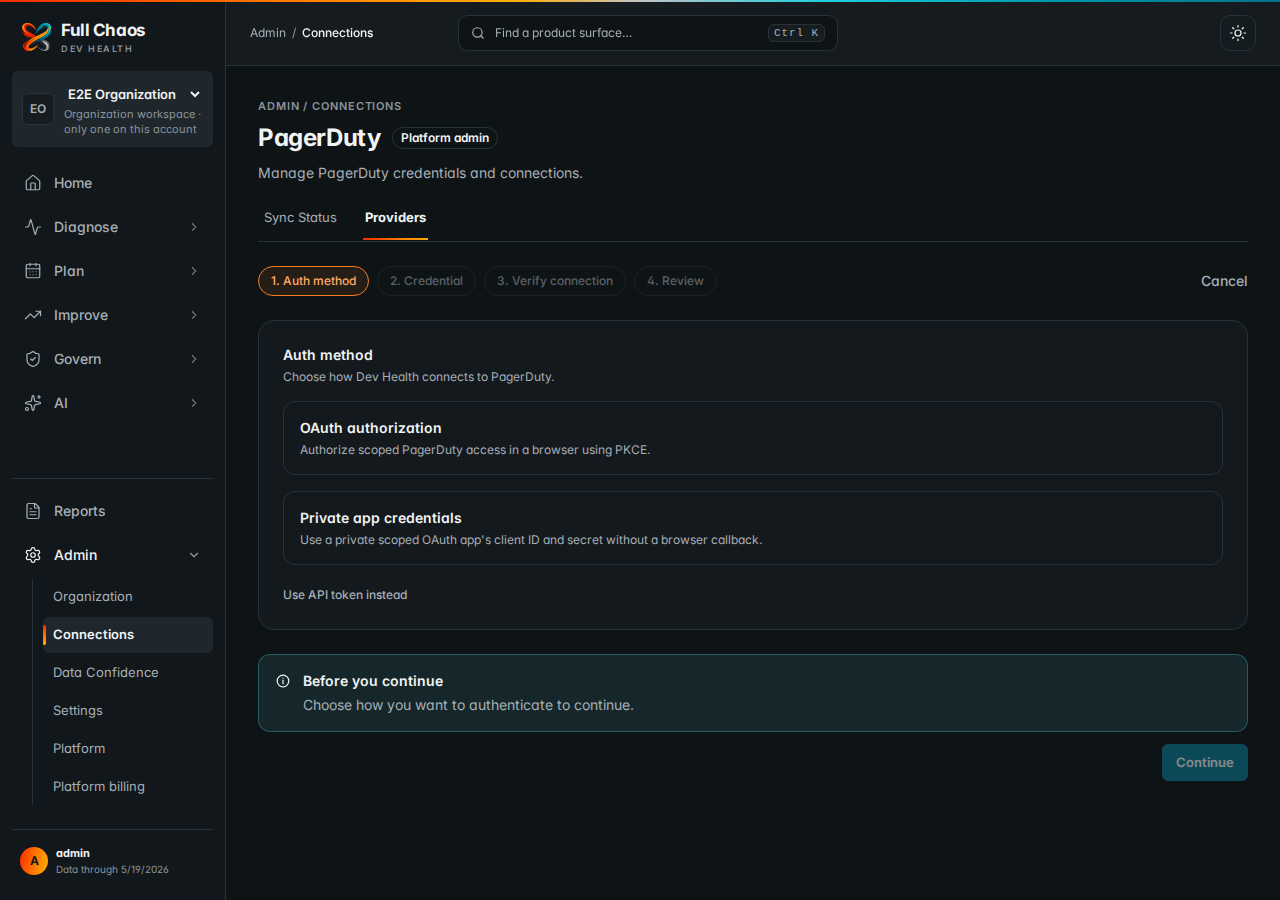 Full Chaos
DEV HEALTH
EO
E2E Organization
Organization workspace ·
only one on this account
Home
Diagnose
Plan
Improve
Govern
AI
Reports
Admin
Organization
Connections
Data Confidence
Settings
Platform
Platform billing
A
admin
Data through 5/19/2026
Admin / Connections
Find a product surface...
Ctrl K
ADMIN / CONNECTIONS
PagerDuty
Platform admin
Manage PagerDuty credentials and connections.
Sync Status
Providers
1. Auth method
2. Credential
3. Verify connection
4. Review
Cancel
Auth method
Choose how Dev Health connects to PagerDuty.
OAuth authorization
Authorize scoped PagerDuty access in a browser using PKCE.
Private app credentials
Use a private scoped OAuth app's client ID and secret without a browser callback.
Use API token instead
Before you continue
Choose how you want to authenticate to continue.
Continue